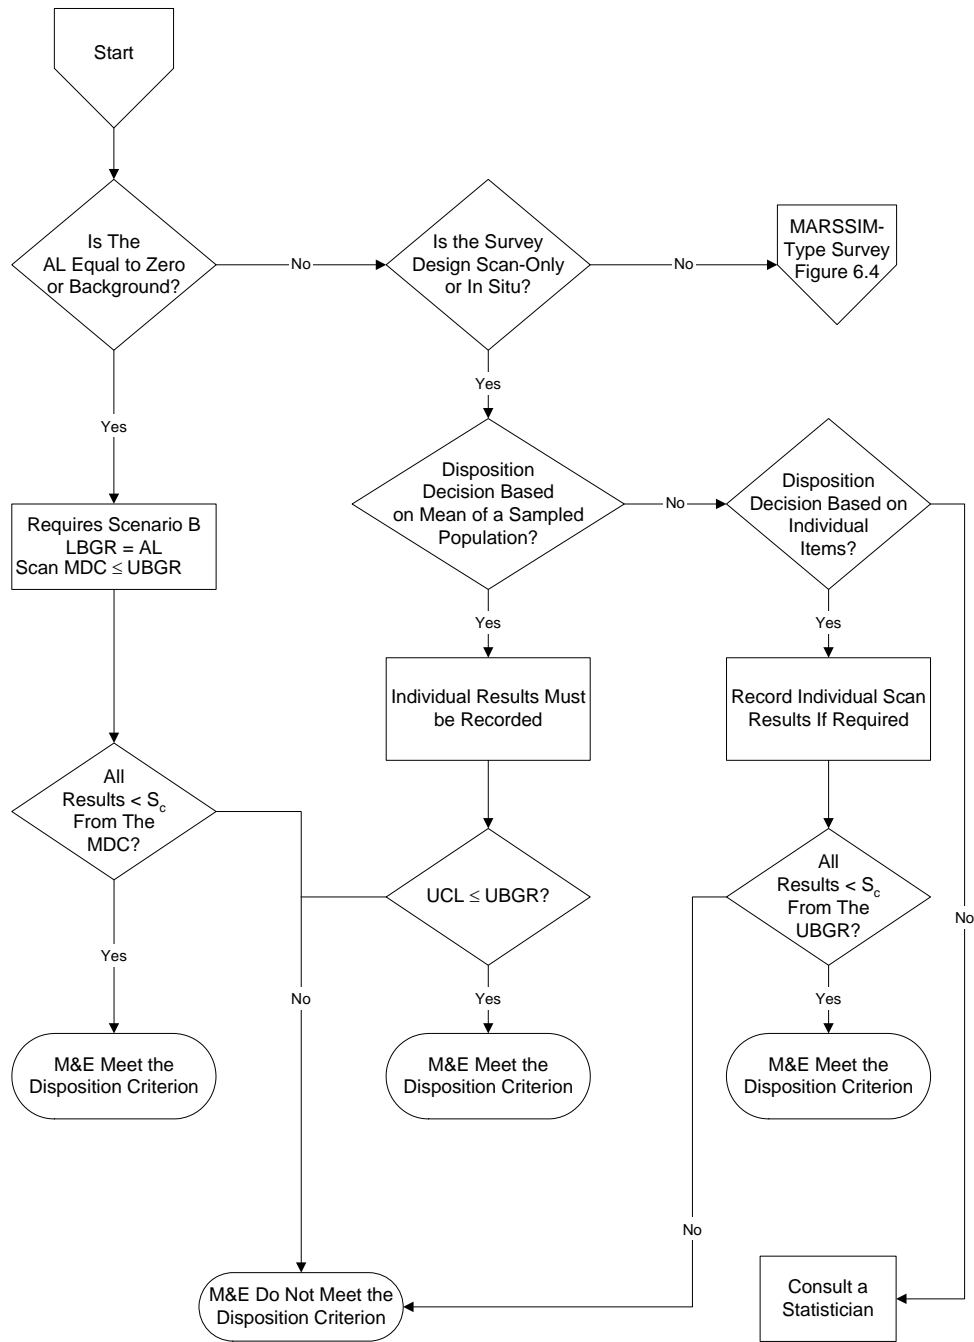 Start
Is The
AL Equal to Zero
or Background?
No
Is the Survey
Design Scan-Only
or In Situ?
No
MARSSIM-
Type Survey
Figure 6.4
Yes
Yes
Disposition
Decision Based
on Mean of a Sampled
Population?
No
Disposition
Decision Based on
Individual
Items?
Requires Scenario B
LBGR = AL
Scan MDC ≤ UBGR
Yes
Yes
Individual Results Must
be Recorded
Record Individual Scan
Results If Required
All
Results < Sc
From The
MDC?
UCL ≤ UBGR?
All
Results < Sc
From The
UBGR?
No
Yes
No
Yes
Yes
M&E Meet the
Disposition Criterion
M&E Meet the
Disposition Criterion
M&E Meet the
Disposition Criterion
No
M&E Do Not Meet the
Disposition Criterion
Consult a
Statistician